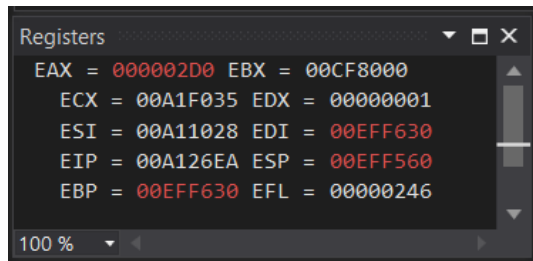 Registers
EAX = 000002D0 EBX = 00CF8000
ECX = 00A1F035 EDX = 00000001
ESI = 00A11028 EDI = 00EFF630
EIP = 00A126EA ESP = 00EFF560
EBP = 00EFF630 EFL = 00000246
100 %